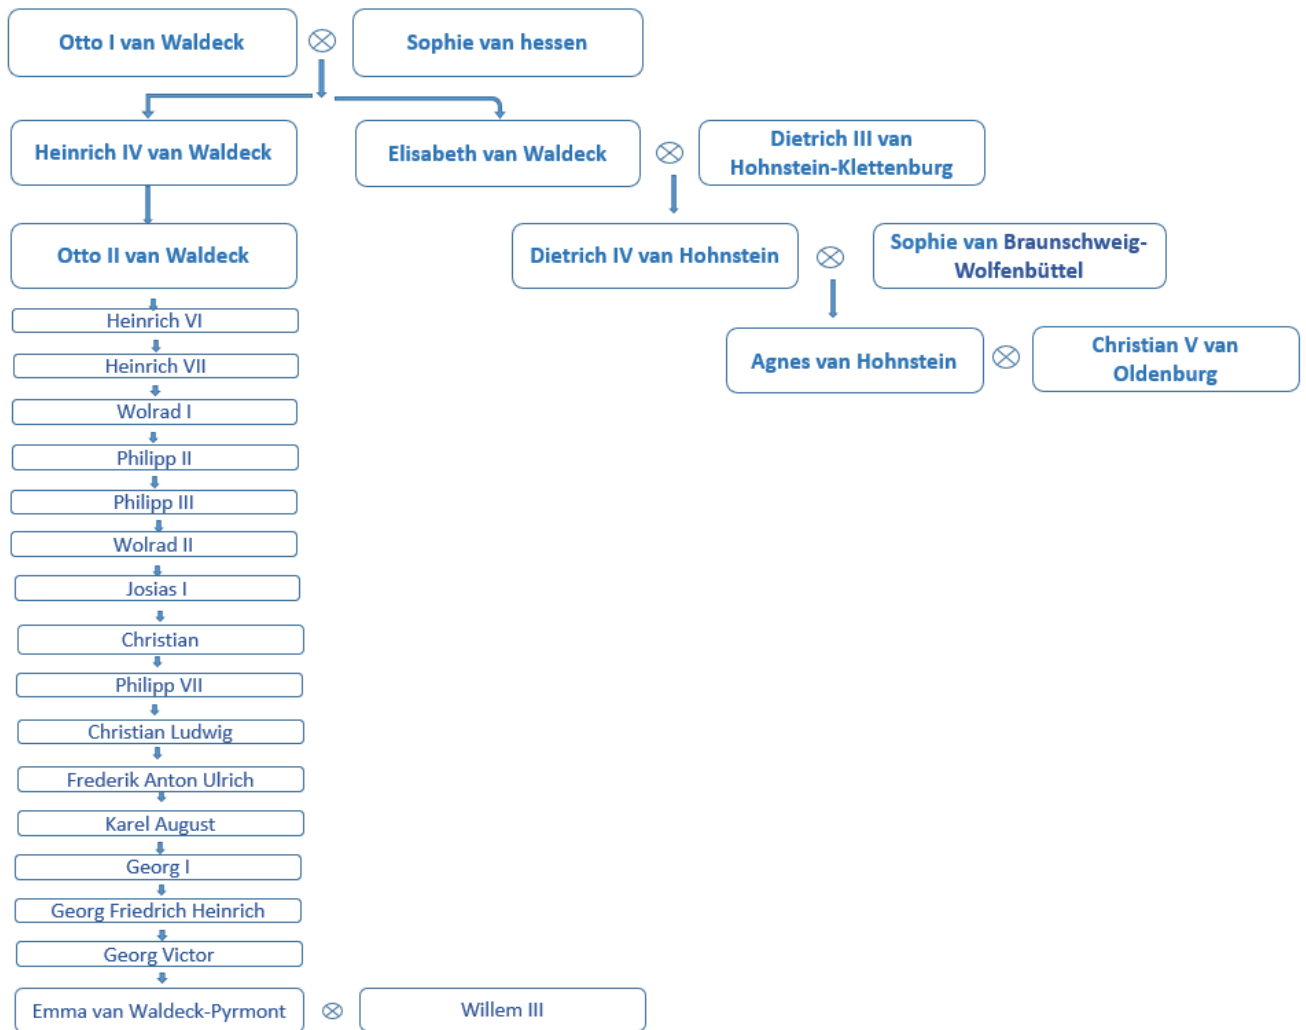 Otto I van Waldeck
Sophie van hessen
Heinrich IV van Waldeck
Elisabeth van Waldeck
Dietrich III van
Hohnstein-Klettenburg
Otto II van Waldeck
Dietrich IV van Hohnstein
Sophie van Braunschweig-
Wolfenbüttel
Heinrich VI
Agnes van Hohnstein
Christian V van
Oldenburg
Heinrich VII
Wolrad I
Philipp II
Philipp III
Wolrad II
Josias I
Christian
Philipp VII
Christian Ludwig
Frederik Anton Ulrich
Karel August
Georg I
Georg Friedrich Heinrich
Georg Victor
Emma van Waldeck-Pyrmont
Willem III